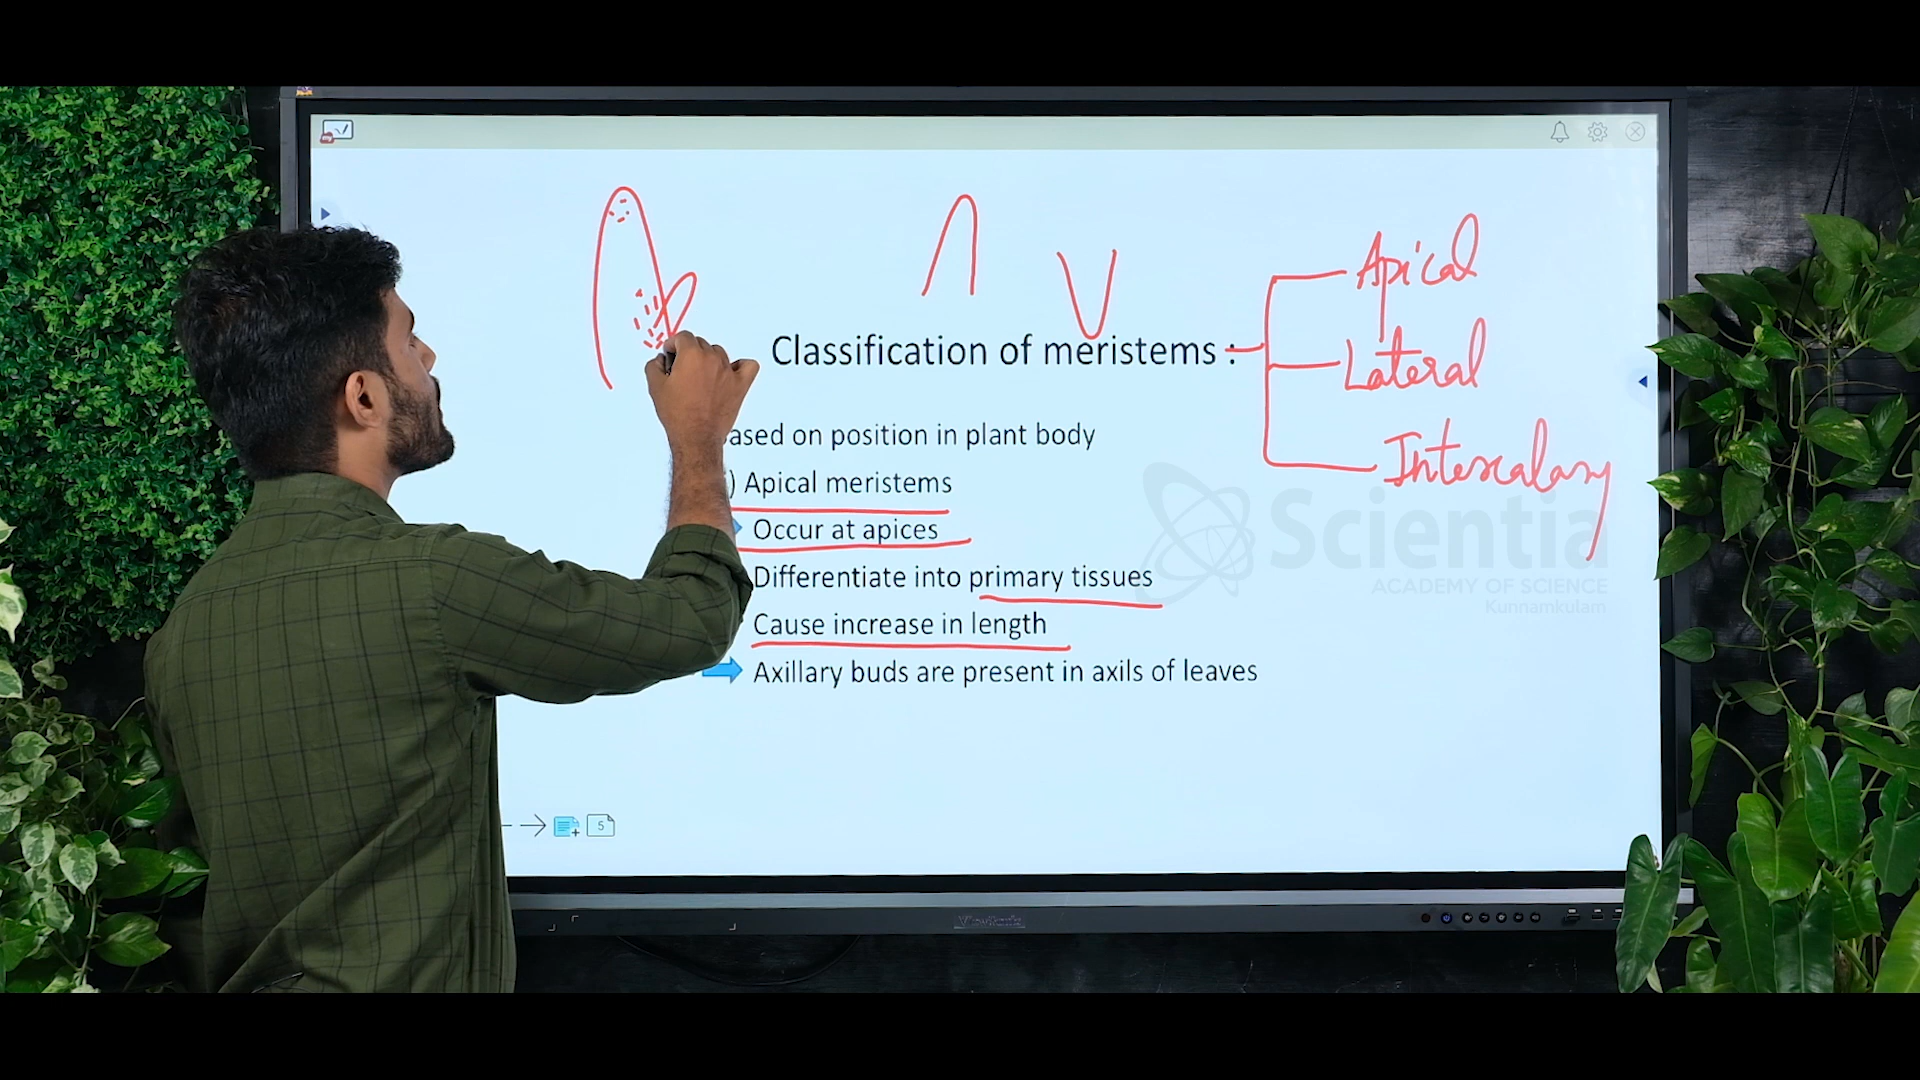 Apical
Classification of meristems :
Lateral
ased on position in plant body
Intercalary
) Apical meristems
Occur at apices
Scientia
Differentiate into primary tissues
ACADEMY OF SCIENCE
Kunnamkulam
Cause increase in length
Axillary buds are present in axils of leaves
5